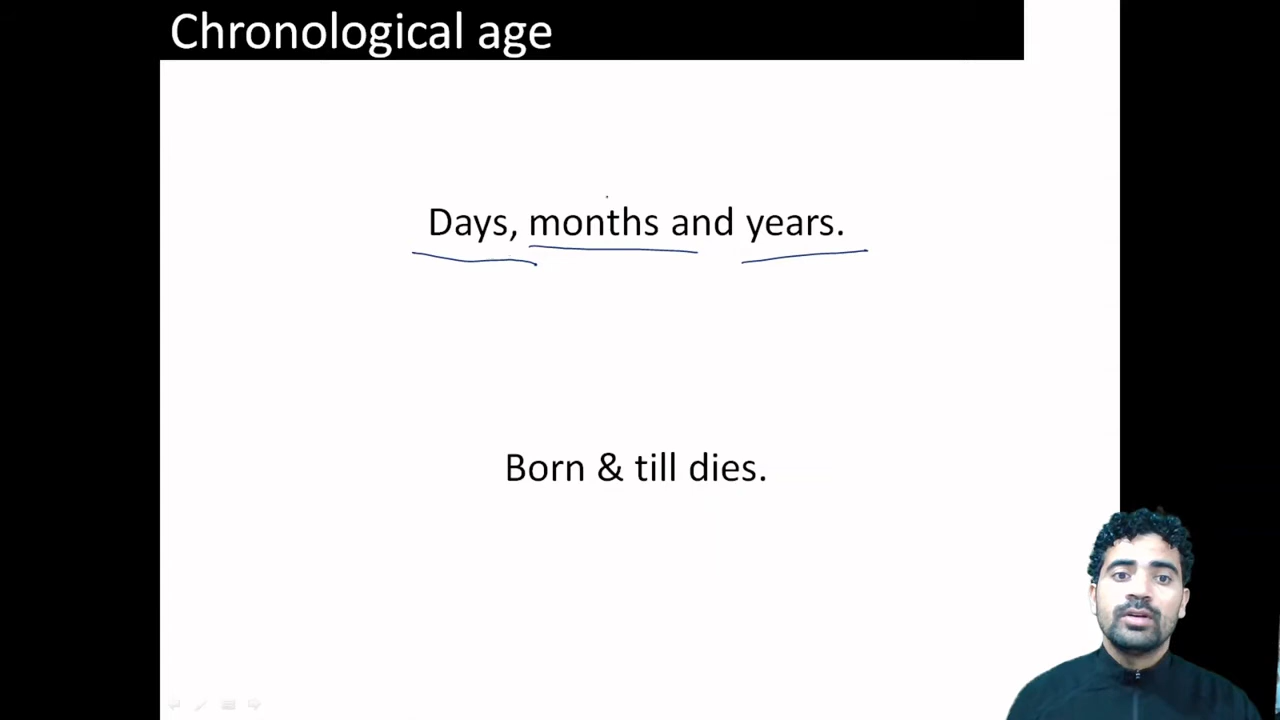 Chronological age
Days, months and years.
Born & till dies.